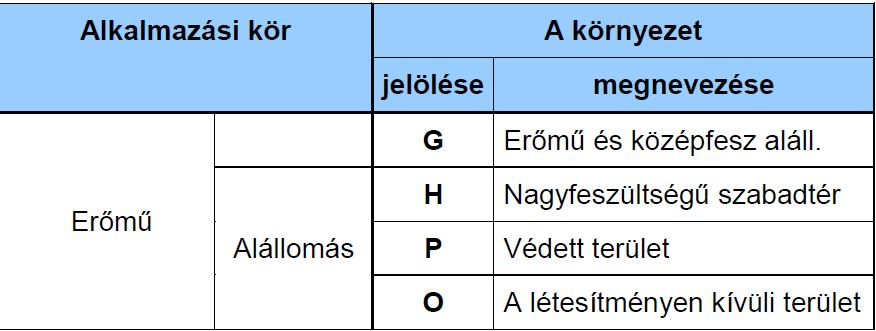 Alkalmazási kör
A környezet
jelölése
megnevezése
G
Erőmű és középfesz aláll.
Erőmű
H
Nagyfeszültségű szabadtér
Alállomás
P
Védett terület
O
A létesítményen kívüli terület